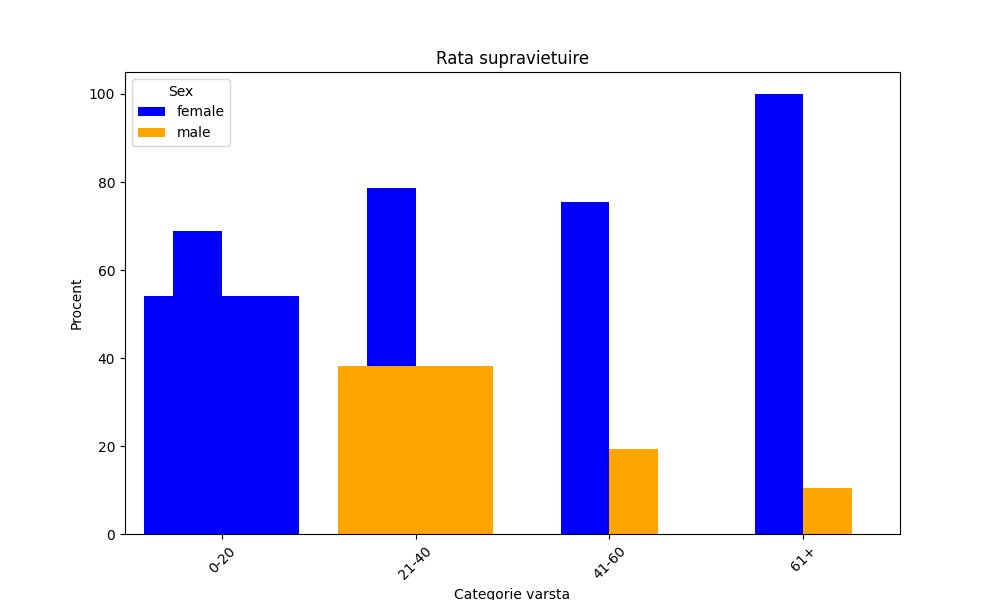 Rata supravietuire
Sex
female
male
100
80
60
40
20
0
Procent
0-20
21-40
41-60
61+
Categorie varsta